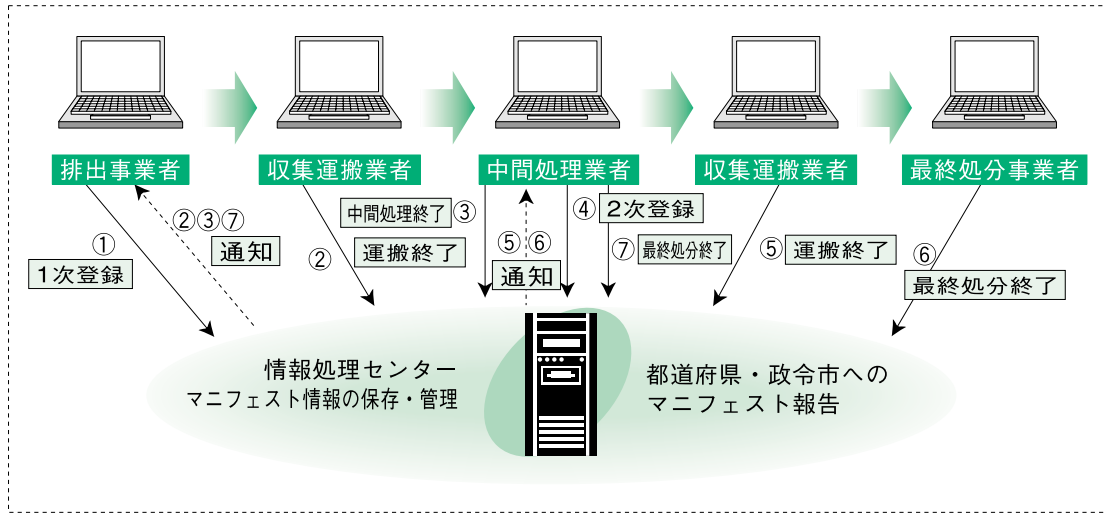 排出事業者
収集運搬業者
中間処理業者
収集運搬業者
最終処分事業者
①
1次登録
②③⑦
通知
②
運搬終了
中間処理終了 ③
⑤ ⑥
通知
④ 2次登録
⑦ 最終処分終了
⑤ 運搬終了
⑥
最終処分終了
情報処理センター
マニフェスト情報の保存・管理
都道府県・政令市への
マニフェスト報告